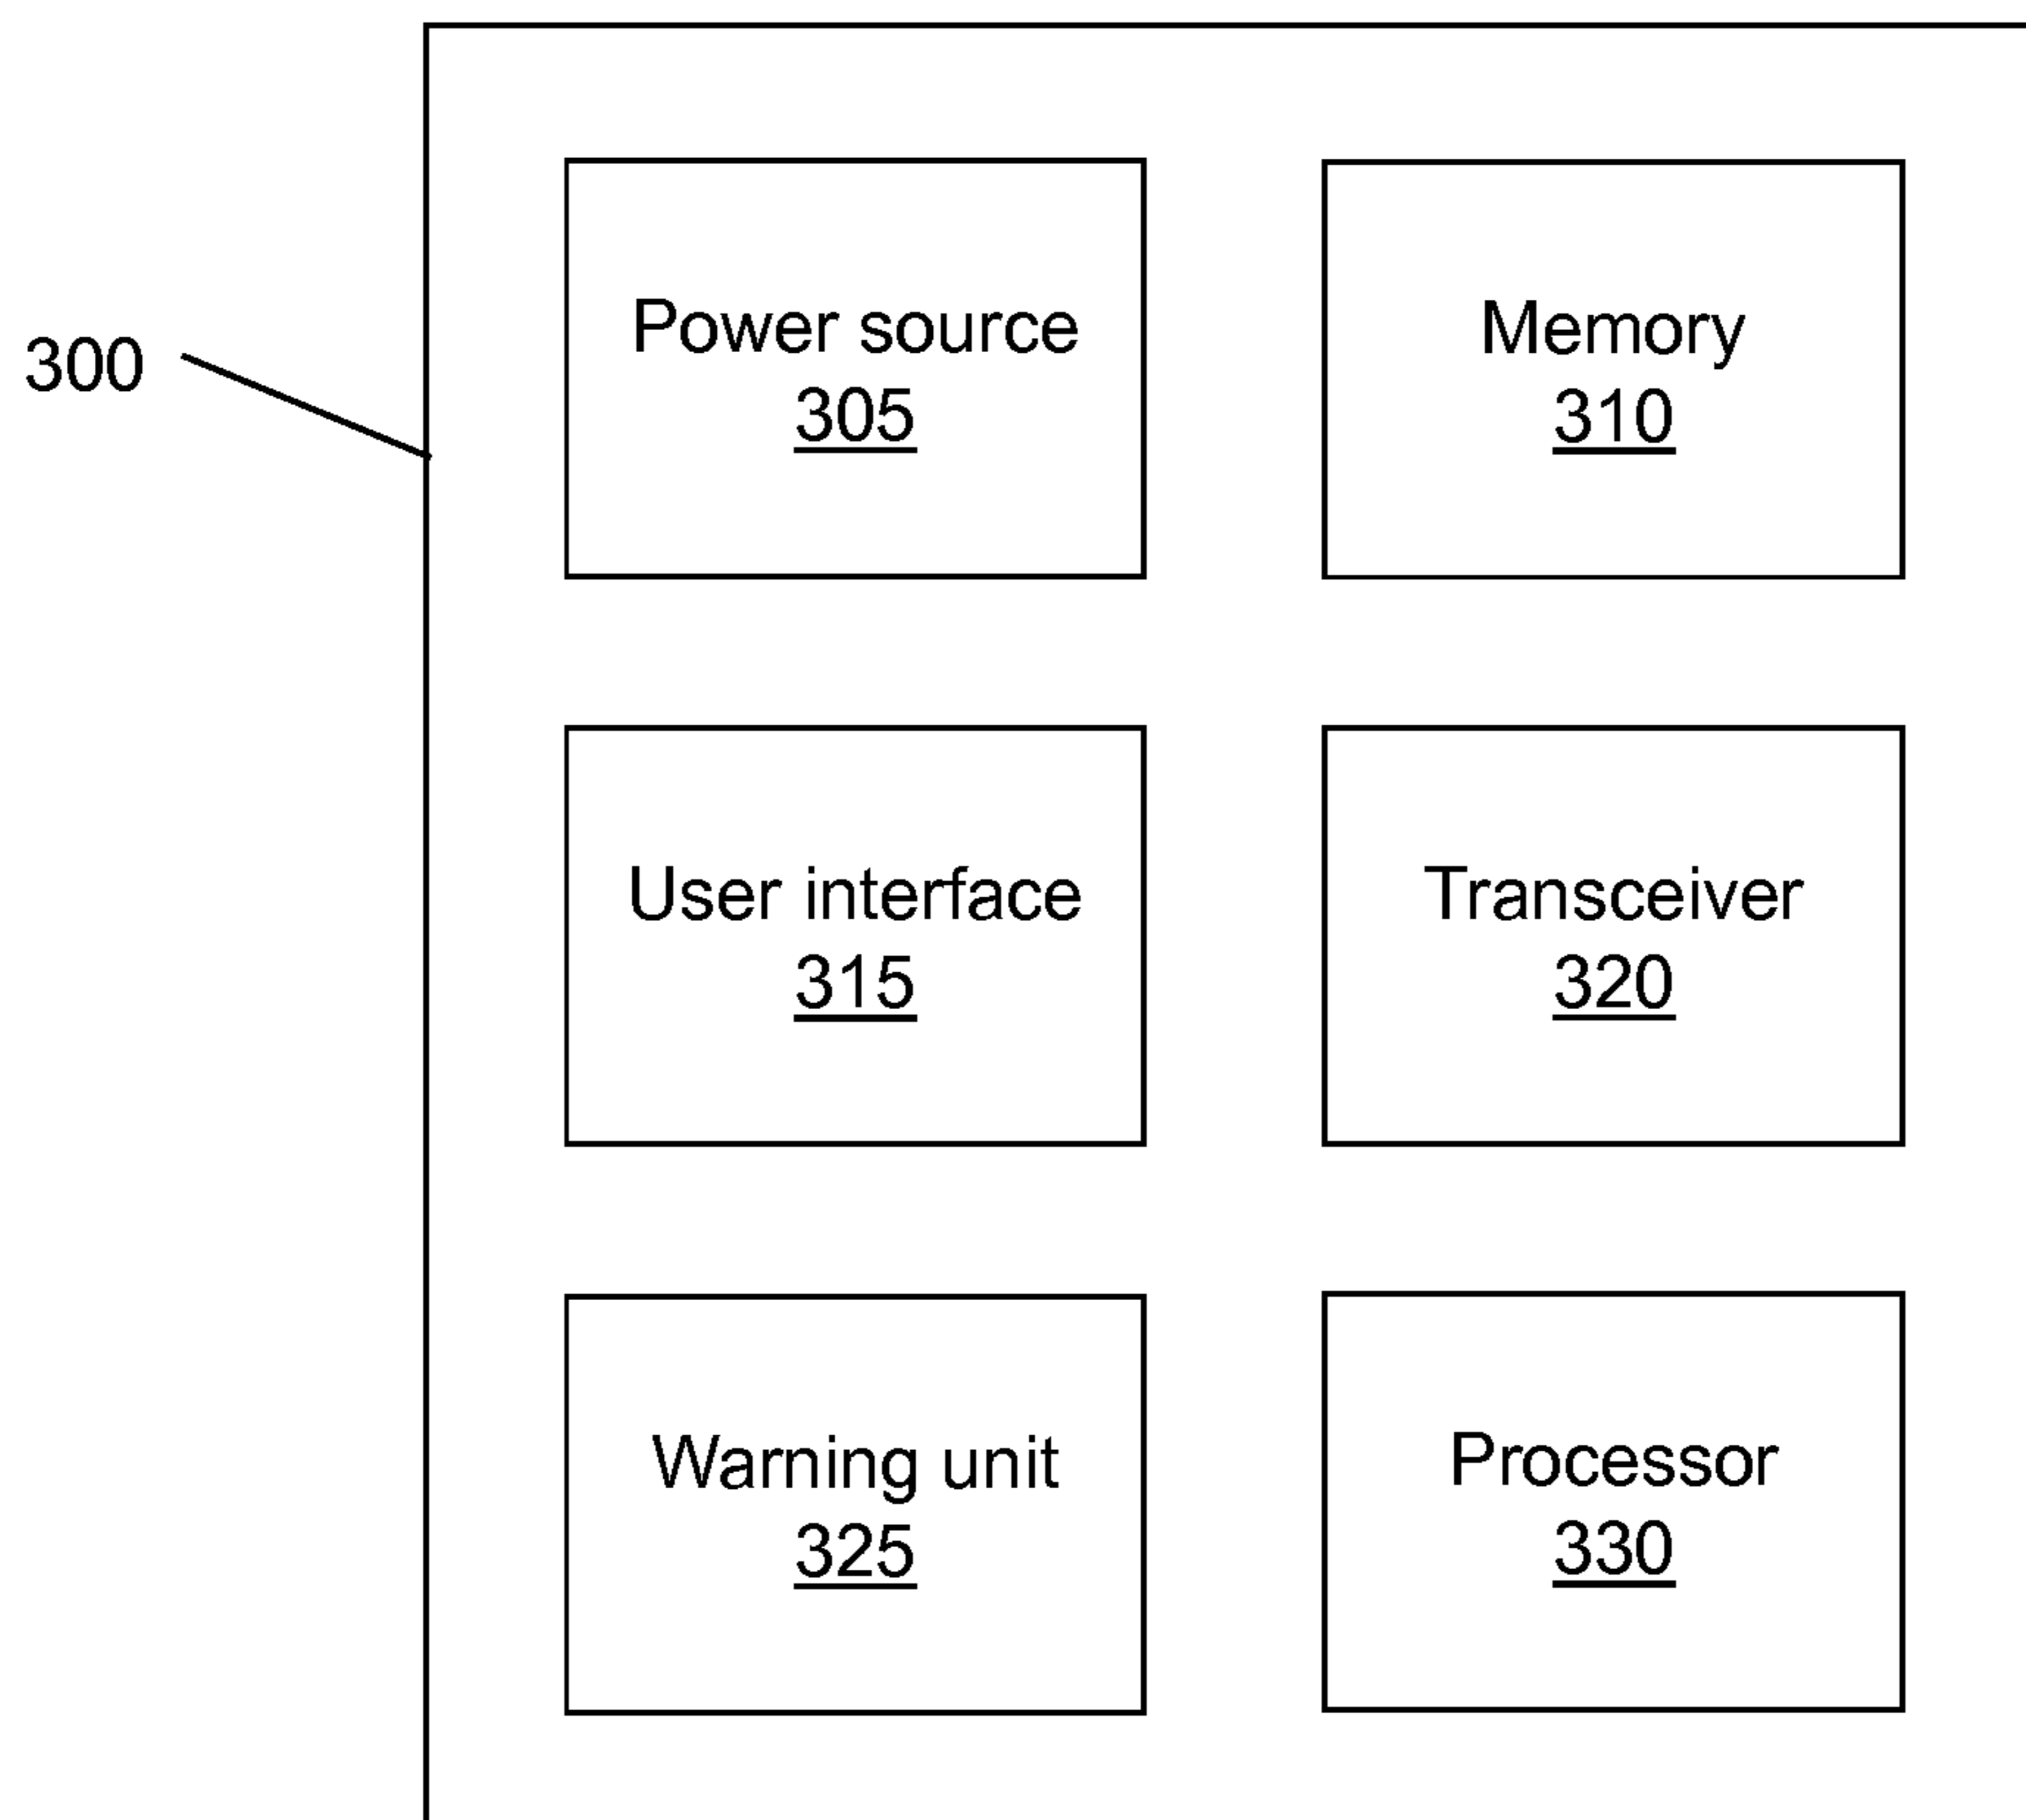 Power source
305
Memory
310
300
User interface
315
Transceiver
320
Warning unit
325
Processor
330